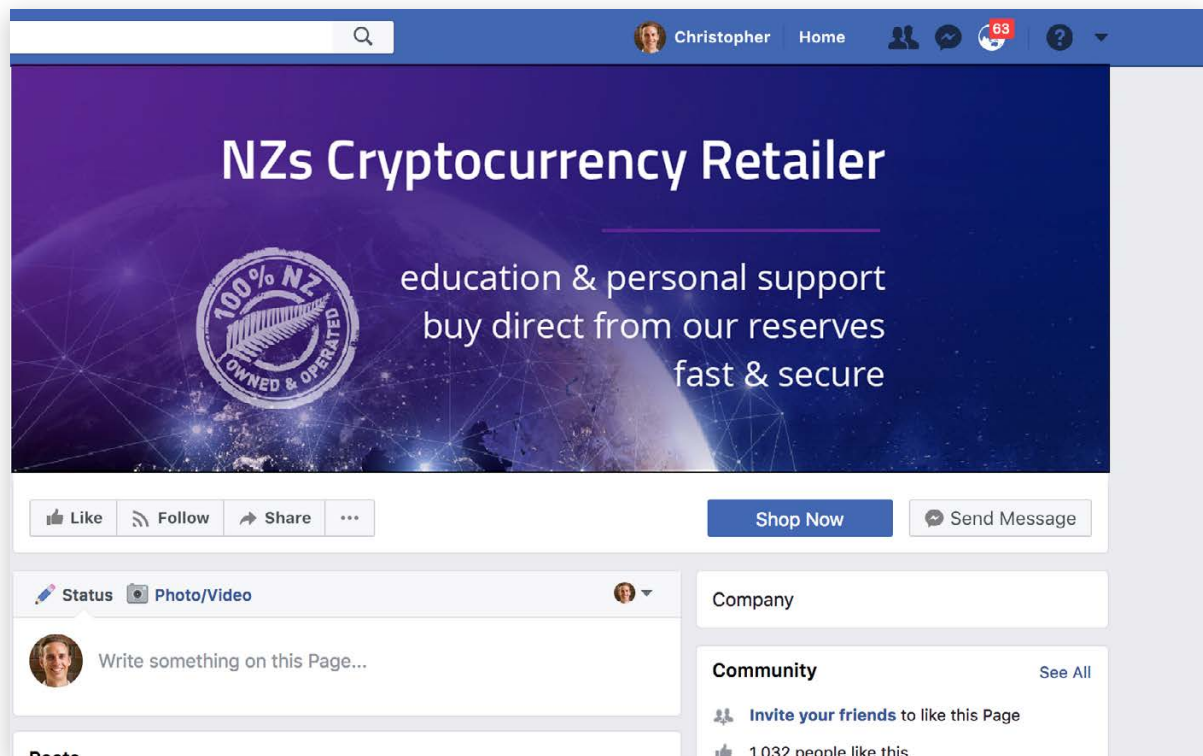 Christopher Home 63
NZs Cryptocurrency Retailer
100% NZ
OWNED & OPERATED
education & personal support
buy direct from our reserves
fast & secure
Like Follow Share ...
Shop Now Send Message
Status Photo/Video
Company
Write something on this Page...
Community See All
Invite your friends to like this Page
Posts
1,032 people like this